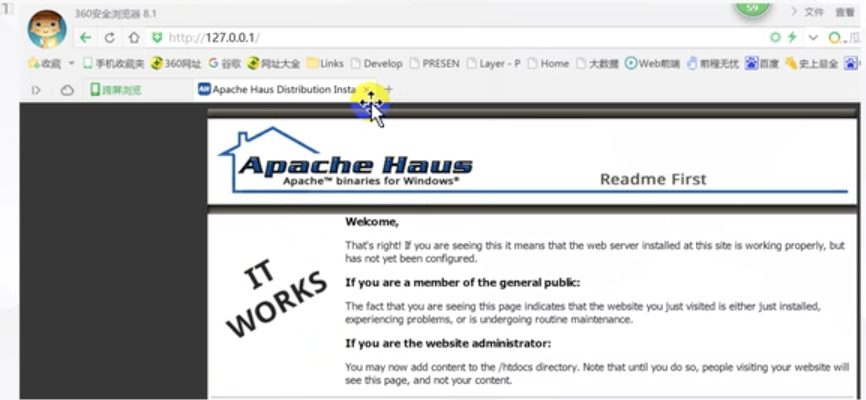 1
360安全浏览器 8.1
59
文件 查看
http://127.0.0.1/
收藏 手机收藏夹 360网址 谷歌 网址大全 Links Develop PRESEN Layer - P Home 大数据 Web前端 前程无忧 百度 史上最全
跨屏浏览 AH Apache Haus Distribution Insta
Apache Haus
Apache™ binaries for Windows®
Readme First
IT
WORKS
Welcome,
That's right! If you are seeing this it means that the web server installed at this site is working properly, but
has not yet been configured.
If you are a member of the general public:
The fact that you are seeing this page indicates that the website you just visited is either just installed,
experiencing problems, or is undergoing routine maintenance.
If you are the website administrator:
You may now add content to the /htdocs directory. Note that until you do so, people visiting your website will
see this page, and not your content.